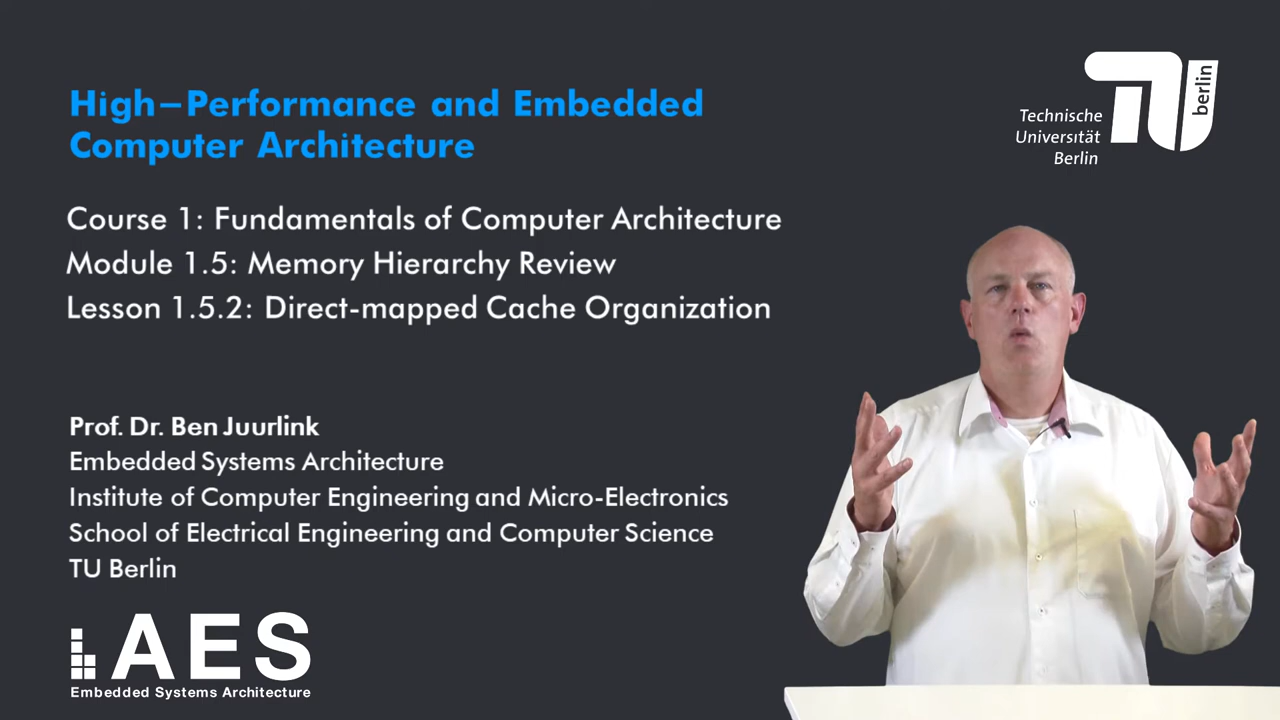 High–Performance and Embedded
Computer Architecture
Course 1: Fundamentals of Computer Architecture
Module 1.5: Memory Hierarchy Review
Lesson 1.5.2: Direct-mapped Cache Organization
Prof. Dr. Ben Juurlink
Embedded Systems Architecture
Institute of Computer Engineering and Micro-Electronics
School of Electrical Engineering and Computer Science
TU Berlin
AES
Embedded Systems Architecture
Technische
Universität
Berlin
TU berlin